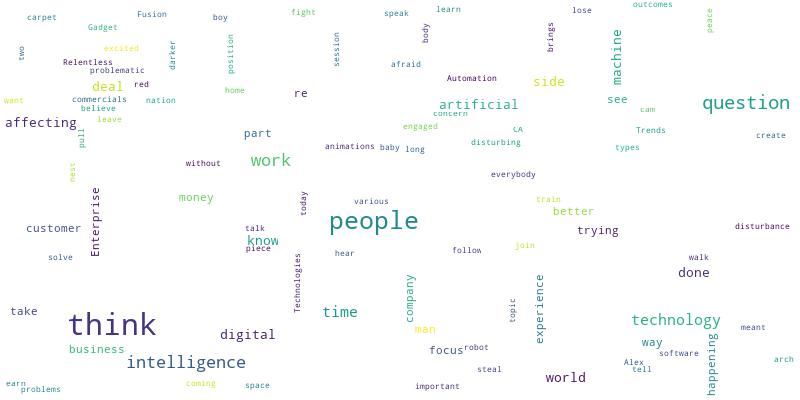 outcomes
learn
lose
speak
fight
Fusion
boy
carpet
peace
Gadget
body
brings
position
session
machine
excited
two
darker
Relentless
afraid
problematic
Automation
side
deal
red
home
re
want
commercials
nation
see
artificial
question
believe
cam
concern
leave
affecting
engaged
CA
Trends
part
create
pull
disturbing
animations
baby
long
types
work
without
nest
everybody
money
train
various
today
better
people
Enterprise
customer
talk
trying
disturbance
know
piece
join
hear
follow
solve
walk
done
Technologies
company
experience
topic
take
time
technology
think
man
digital
meant
way
business
focus
robot
software
happening
intelligence
Alex
arch
steal
tell
world
earn
coming
space
important
problems